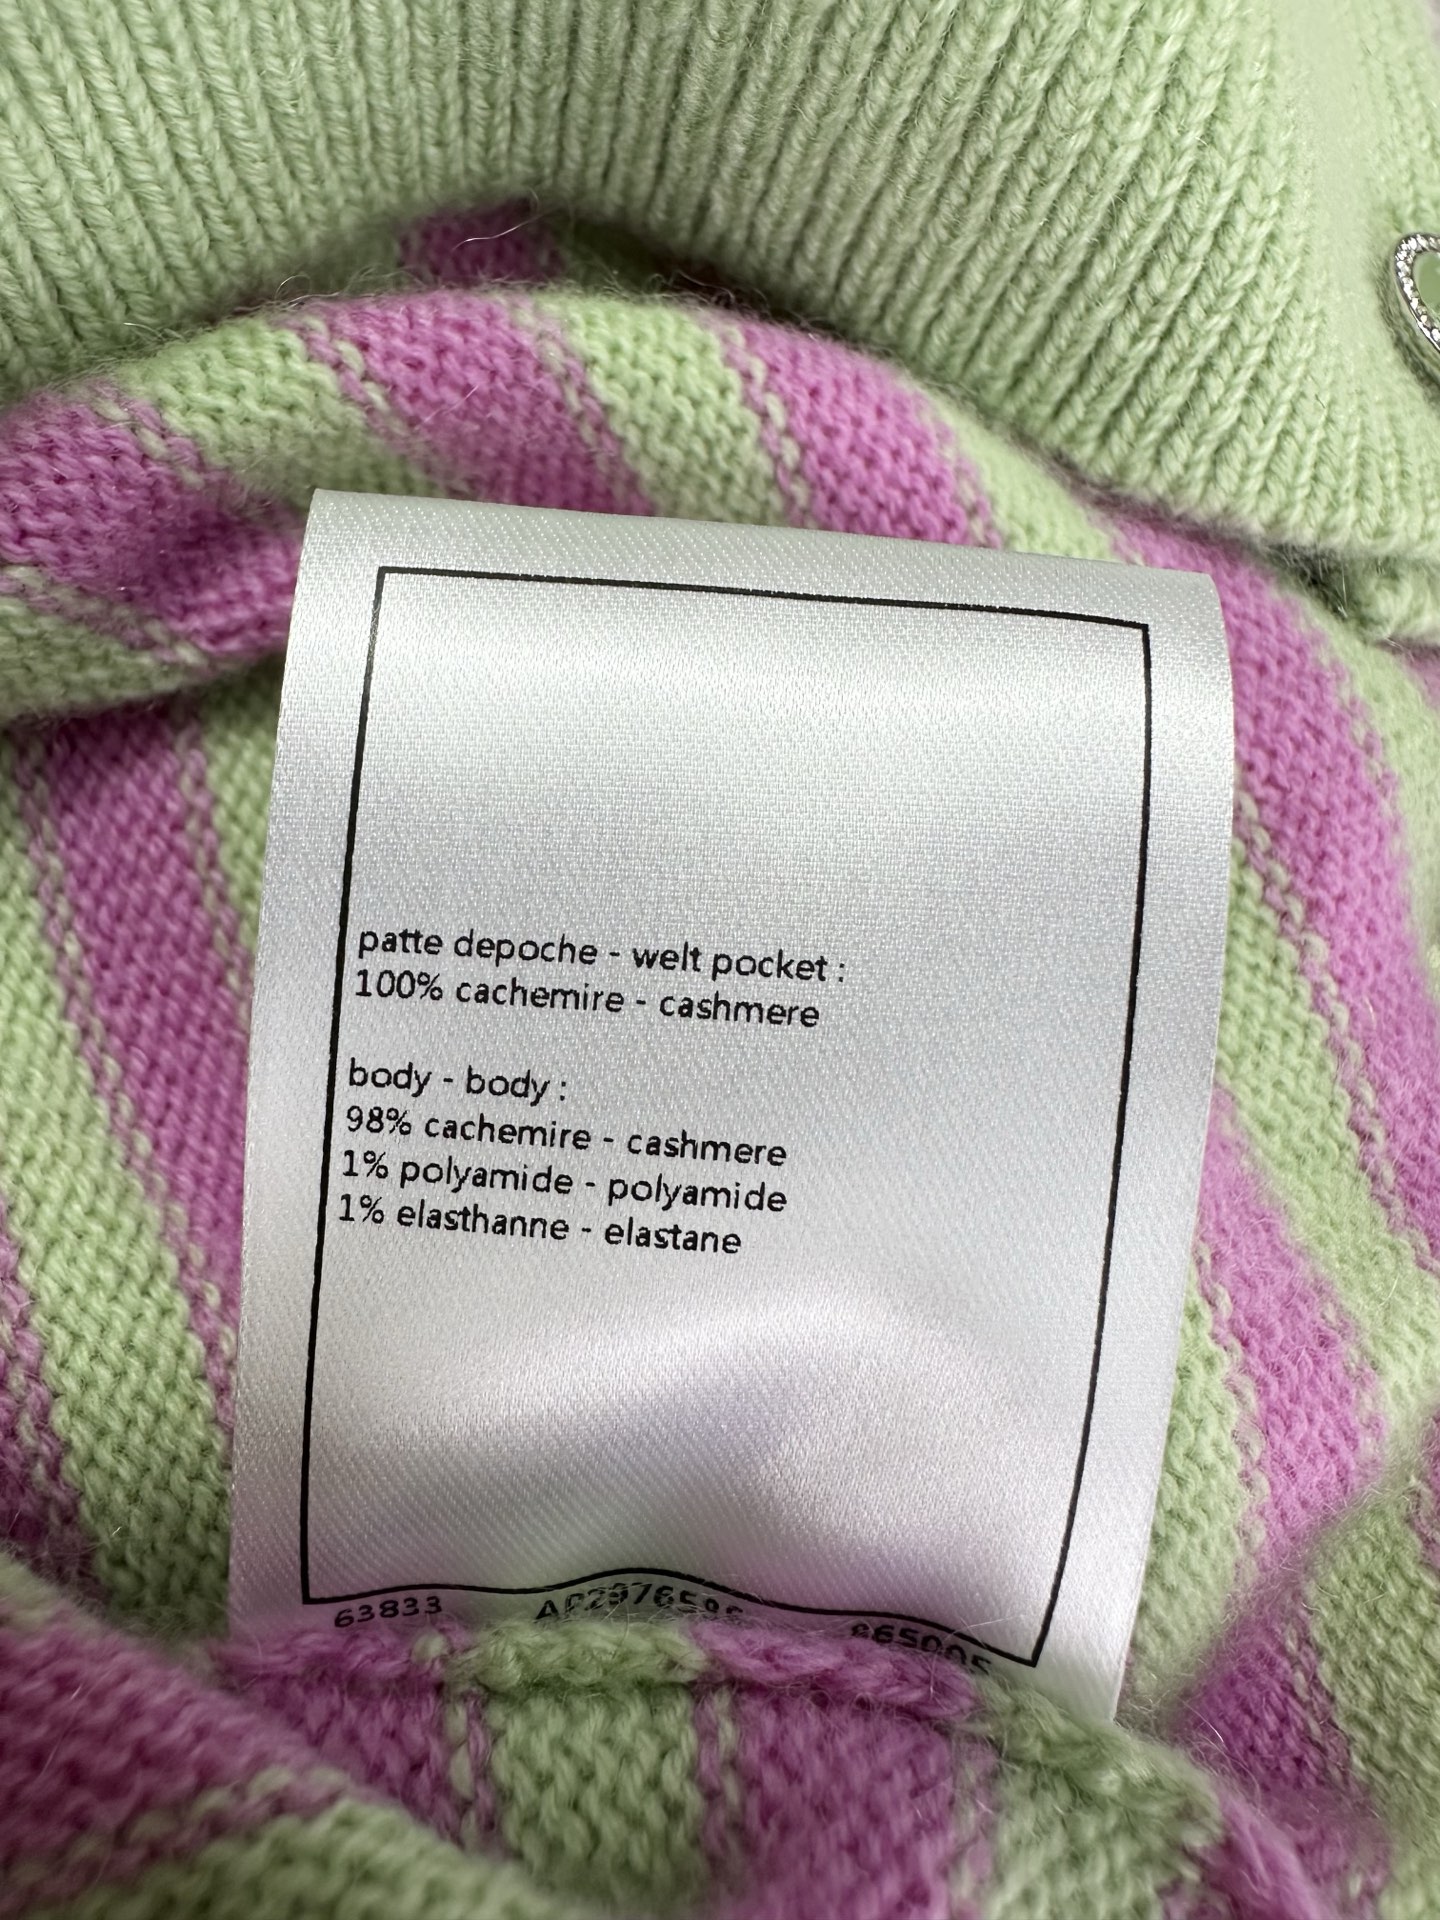 patte depoche - welt pocket :
100% cachemire - cashmere
body - body :
98% cachemire - cashmere
1% polyamide - polyamide
1% elasthanne - elastane
63833